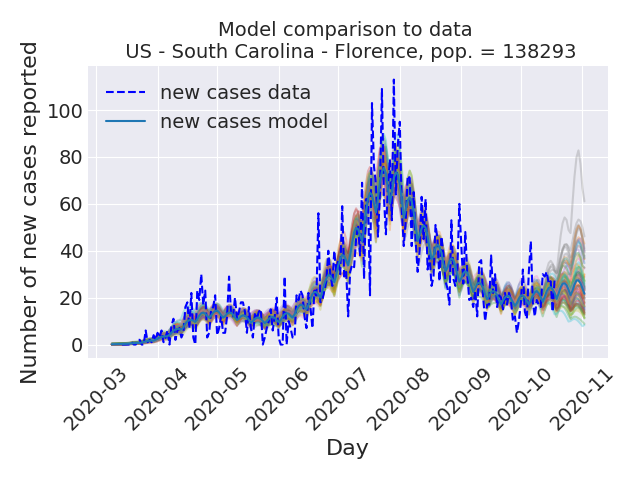 Model comparison to data
US - South Carolina - Florence, pop. = 138293
Number of new cases reported
new cases data
new cases model
100
80
60
40
20
0
2020-03
2020-04
2020-05
2020-06
2020-07
2020-08
2020-09
2020-10
2020-11
Day